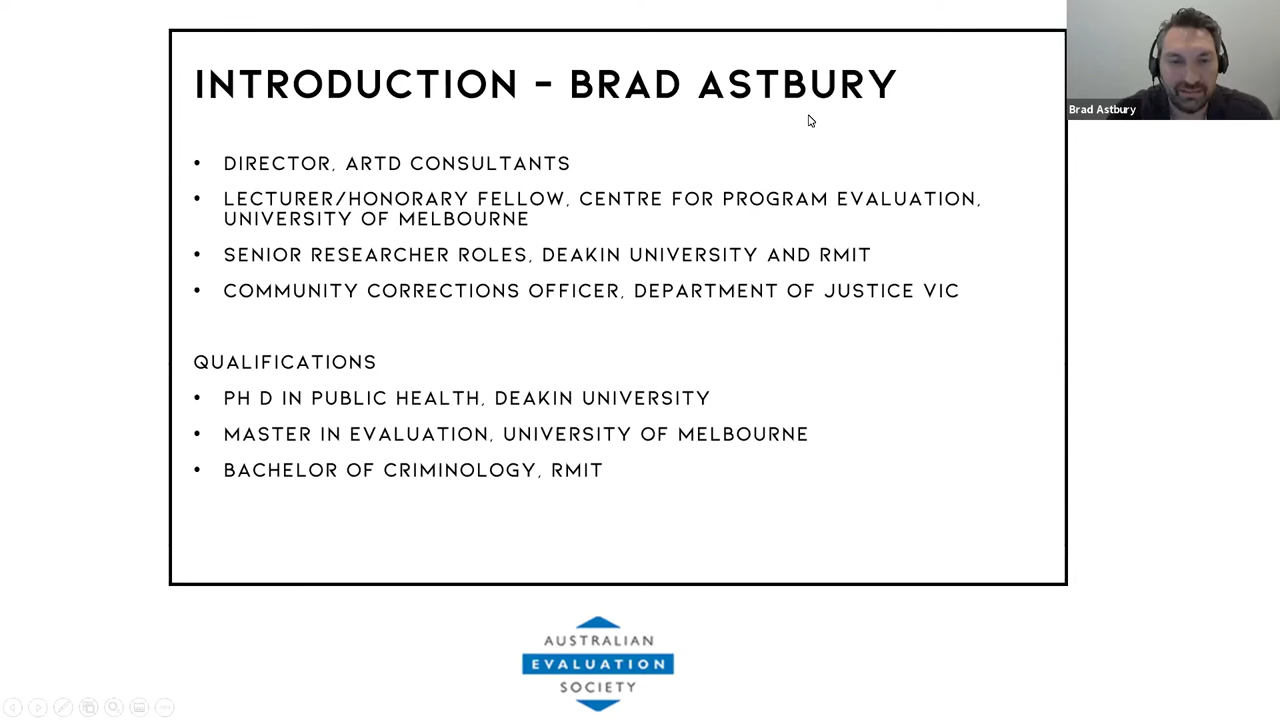 INTRODUCTION - BRAD ASTBURY
Brad Astbury
• DIRECTOR, ARTD CONSULTANTS
• LECTURER/HONORARY FELLOW, CENTRE FOR PROGRAM EVALUATION,
UNIVERSITY OF MELBOURNE
• SENIOR RESEARCHER ROLES, DEAKIN UNIVERSITY AND RMIT
• COMMUNITY CORRECTIONS OFFICER, DEPARTMENT OF JUSTICE VIC
QUALIFICATIONS
• PH D IN PUBLIC HEALTH, DEAKIN UNIVERSITY
• MASTER IN EVALUATION, UNIVERSITY OF MELBOURNE
• BACHELOR OF CRIMINOLOGY, RMIT
AUSTRALIAN
EVALUATION
SOCIETY